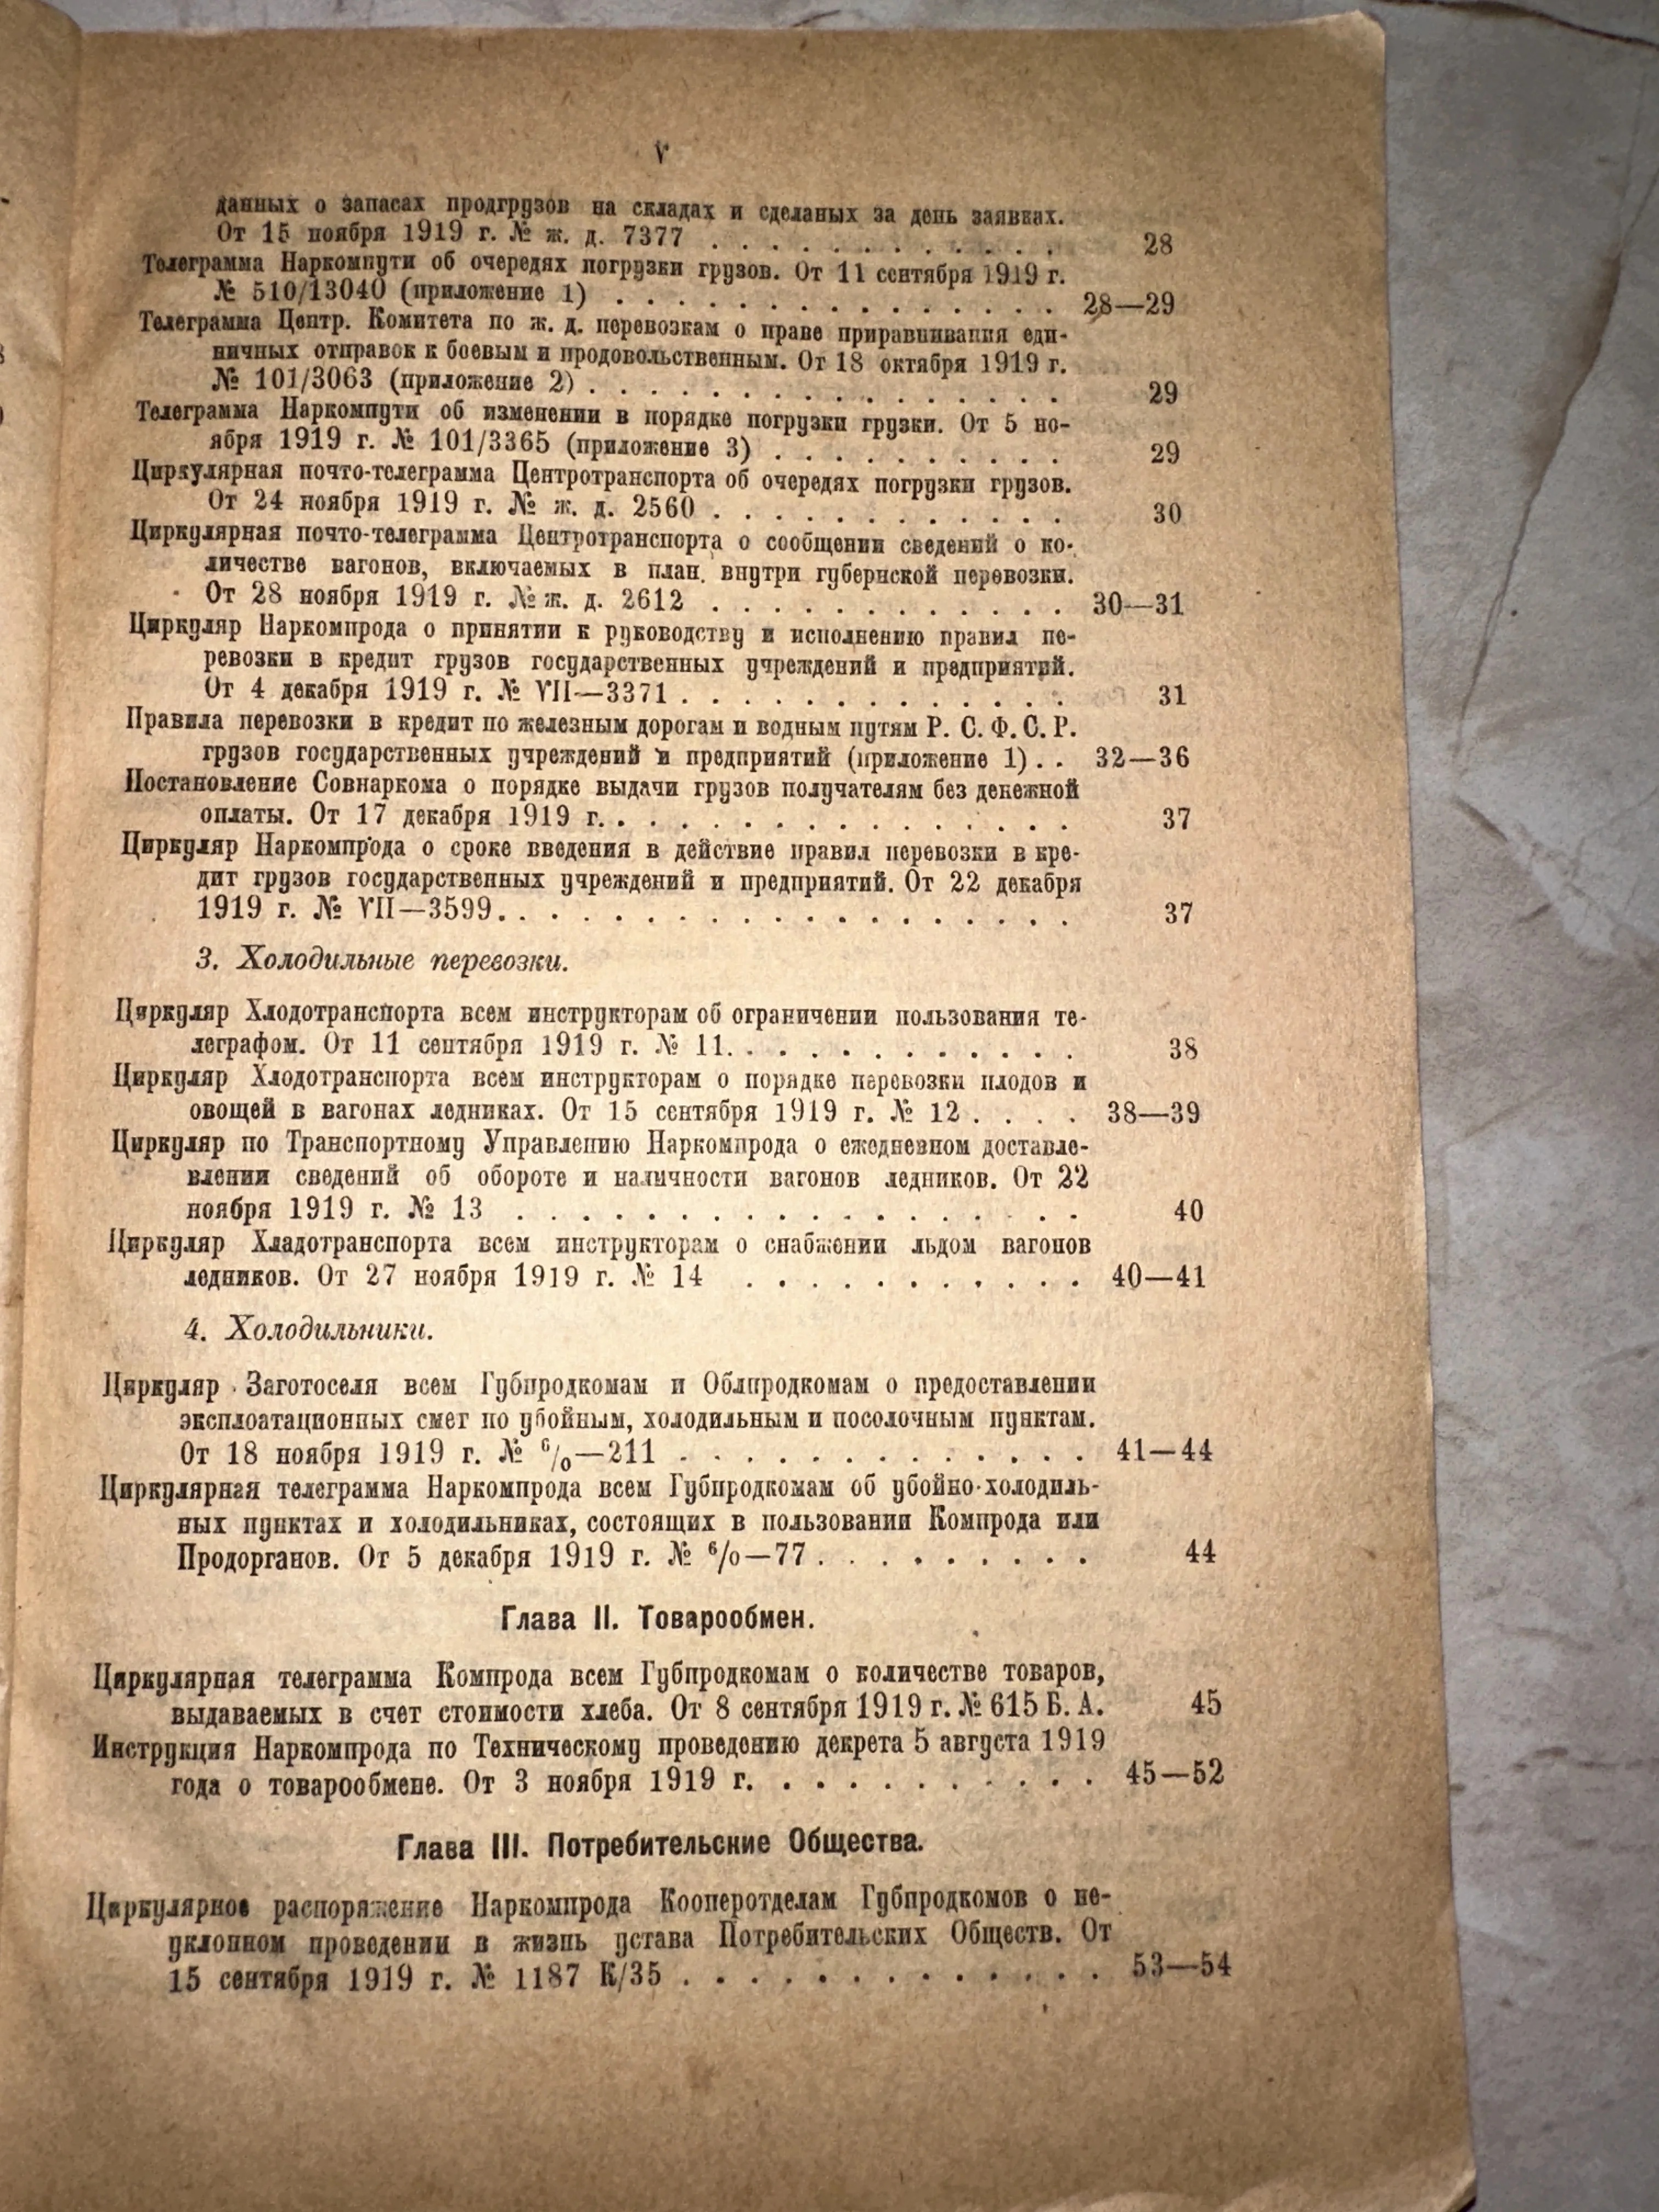 V
данных о запасах продгрузов на складах и сделаных за день заявках.
От 15 ноября 1919 г. № ж. д. 7377 . . . . . . . . . . . . 28
Телеграмма Наркомпути об очередях погрузки грузов. От 11 сентября 1919 г.
№ 510/13040 (приложение 1) . . . . . . . . . . . . . . . 28—29
Телеграмма Центр. Комитета по ж. д. перевозкам о праве приравнивания еди-
ничных отправок к боевым и продовольственным. От 18 октября 1919 г.
№ 101/3063 (приложение 2) . . . . . . . . . . . . . . . . 29
Телеграмма Наркомпути об изменении в порядке погрузки грузки. От 5 но-
ября 1919 г. № 101/3365 (приложение 3) . . . . . . . . . . 29
Циркулярная почто-телеграмма Центротранспорта об очередях погрузки грузов.
От 24 ноября 1919 г. № ж. д. 2560 . . . . . . . . . . . . 30
Циркулярная почто-телеграмма Центротранспорта о сообщении сведений о ко-
личестве вагонов, включаемых в план внутри губернской перевозки.
От 28 ноября 1919 г. № ж. д. 2612 . . . . . . . . . . . . 30—31
Циркуляр Наркомпрода о принятии к руководству и исполнению правил пе-
ревозки в кредит грузов государственных учреждений и предприятий.
От 4 декабря 1919 г. № VII—3371 . . . . . . . . . . . . . 31
Правила перевозки в кредит по железным дорогам и водным путям Р. С. Ф. С. Р.
грузов государственных учреждений и предприятий (приложение 1) . . 32—36
Постановление Совнаркома о порядке выдачи грузов получателям без денежной
оплаты. От 17 декабря 1919 г. . . . . . . . . . . . . . . . 37
Циркуляр Наркомпрода о сроке введения в действие правил перевозки в кре-
дит грузов государственных учреждений и предприятий. От 22 декабря
1919 г. № VII—3599. . . . . . . . . . . . . . . . . . . . 37
3. Холодильные перевозки.
Циркуляр Хлодотранспорта всем инструкторам об ограничении пользования те-
леграфом. От 11 сентября 1919 г. № 11. . . . . . . . . . . . 38
Циркуляр Хлодотранспорта всем инструкторам о порядке перевозки плодов и
овощей в вагонах ледниках. От 15 сентября 1919 г. № 12 . . . . 38—39
Циркуляр по Транспортному Управлению Наркомпрода о ежедневном доставле-
влении сведений об обороте и наличности вагонов ледников. От 22
ноября 1919 г. № 13 . . . . . . . . . . . . . . . . . . 40
Циркуляр Хладотранспорта всем инструкторам о снабжении льдом вагонов
ледников. От 27 ноября 1919 г. № 14 . . . . . . . . . . . 40—41
4. Холодильники.
Циркуляр Заготоселя всем Губпродкомам и Облпродкомам о предоставлении
эксплоатационных смет по убойным, холодильным и посолочным пунктам.
От 18 ноября 1919 г. № 6/0—211 . . . . . . . . . . . . . 41—44
Циркулярная телеграмма Наркомпрода всем Губпродкомам об убойно-холодиль-
ных пунктах и холодильниках, состоящих в пользовании Компрода или
Продорганов. От 5 декабря 1919 г. № 6/0—77 . . . . . . . . . 44
Глава II. Товарообмен.
Циркулярная телеграмма Компрода всем Губпродкомам о количестве товаров,
выдаваемых в счет стоимости хлеба. От 8 сентября 1919 г. № 615 Б. А. 45
Инструкция Наркомпрода по Техническому проведению декрета 5 августа 1919
года о товарообмене. От 3 ноября 1919 г. . . . . . . . . . . 45—52
Глава III. Потребительские Общества.
Циркулярное распоряжение Наркомпрода Кооперотделам Губпродкомов о не-
уклонном проведении в жизнь устава Потребительских Обществ. От
15 сентября 1919 г. № 1187 К/35 . . . . . . . . . . . . . 53—54